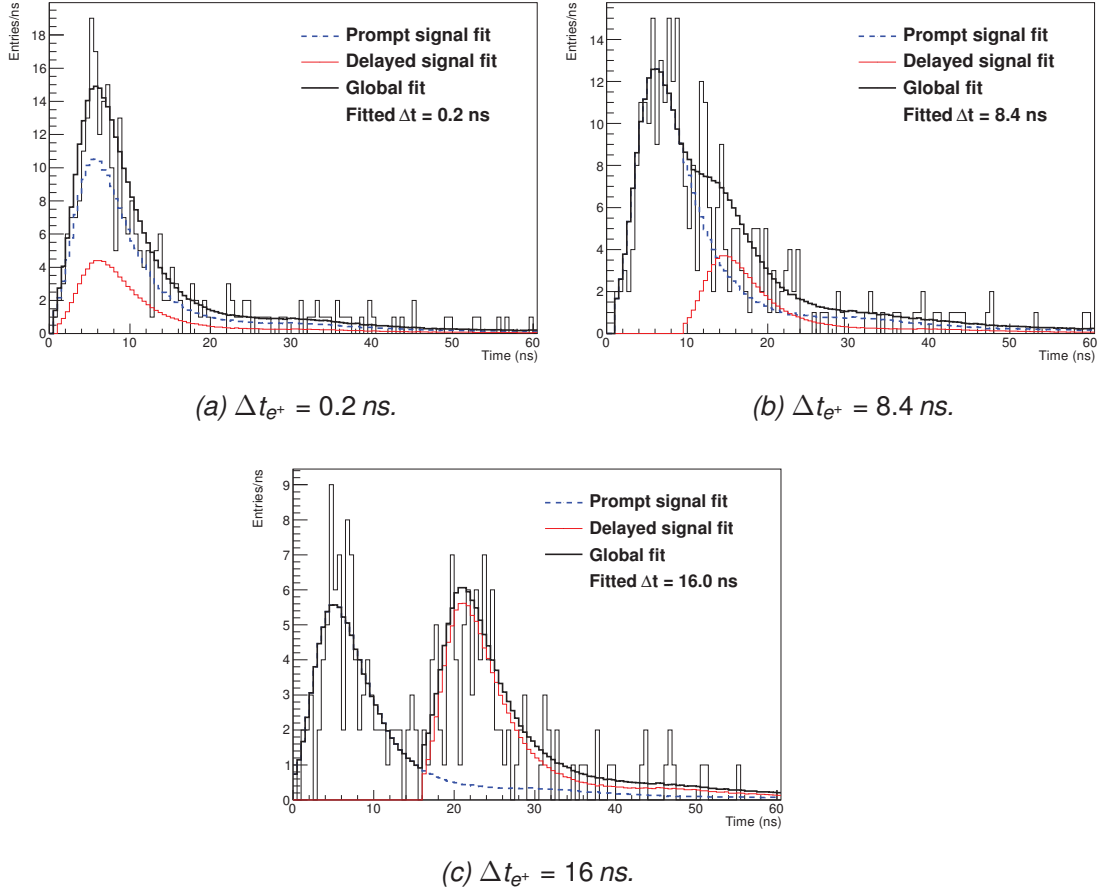 Entries/ns
18
16
14
12
10
8
6
4
2
0
0 10 20 30 40 50 60
Time (ns)
Prompt signal fit
Delayed signal fit
Global fit
Fitted Δt = 0.2 ns
(a) Δt_{e⁺} = 0.2 ns.
Entries/ns
14
12
10
8
6
4
2
0
0 10 20 30 40 50 60
Time (ns)
Prompt signal fit
Delayed signal fit
Global fit
Fitted Δt = 8.4 ns
(b) Δt_{e⁺} = 8.4 ns.
Entries/ns
9
8
7
6
5
4
3
2
1
0
0 10 20 30 40 50 60
Time (ns)
Prompt signal fit
Delayed signal fit
Global fit
Fitted Δt = 16.0 ns
(c) Δt_{e⁺} = 16 ns.